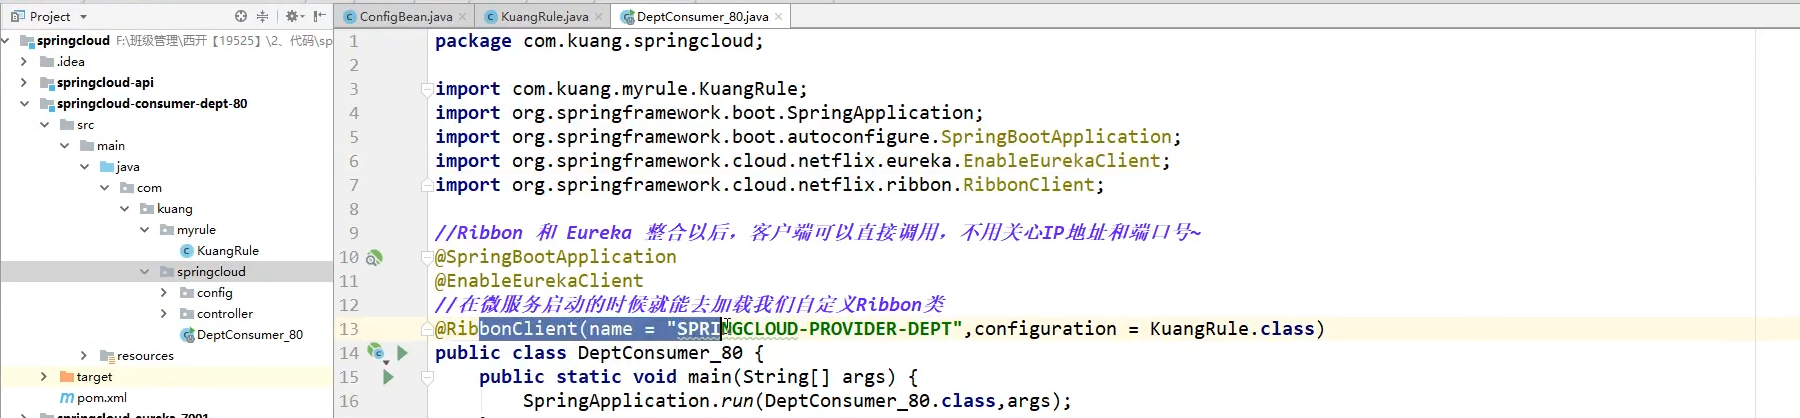 Project
ConfigBean.java
KuangRule.java
DeptConsumer_80.java
springcloud F:\班级管理\西开【19525】\2、代码\sp
.idea
springcloud-api
springcloud-consumer-dept-80
src
main
java
com
kuang
myrule
KuangRule
springcloud
config
controller
DeptConsumer_80
resources
target
pom.xml
springcloud-eureka-7001
1 package com.kuang.springcloud;
2
3 import com.kuang.myrule.KuangRule;
4 import org.springframework.boot.SpringApplication;
5 import org.springframework.boot.autoconfigure.SpringBootApplication;
6 import org.springframework.cloud.netflix.eureka.EnableEurekaClient;
7 import org.springframework.cloud.netflix.ribbon.RibbonClient;
8
9 //Ribbon 和 Eureka 整合以后，客户端可以直接调用，不用关心IP地址和端口号~
10 @SpringBootApplication
11 @EnableEurekaClient
12 //在微服务启动的时候就能去加载我们自定义Ribbon类
13 @RibbonClient(name = "SPRINGCLOUD-PROVIDER-DEPT",configuration = KuangRule.class)
14 public class DeptConsumer_80 {
15 public static void main(String[] args) {
16 SpringApplication.run(DeptConsumer_80.class,args);